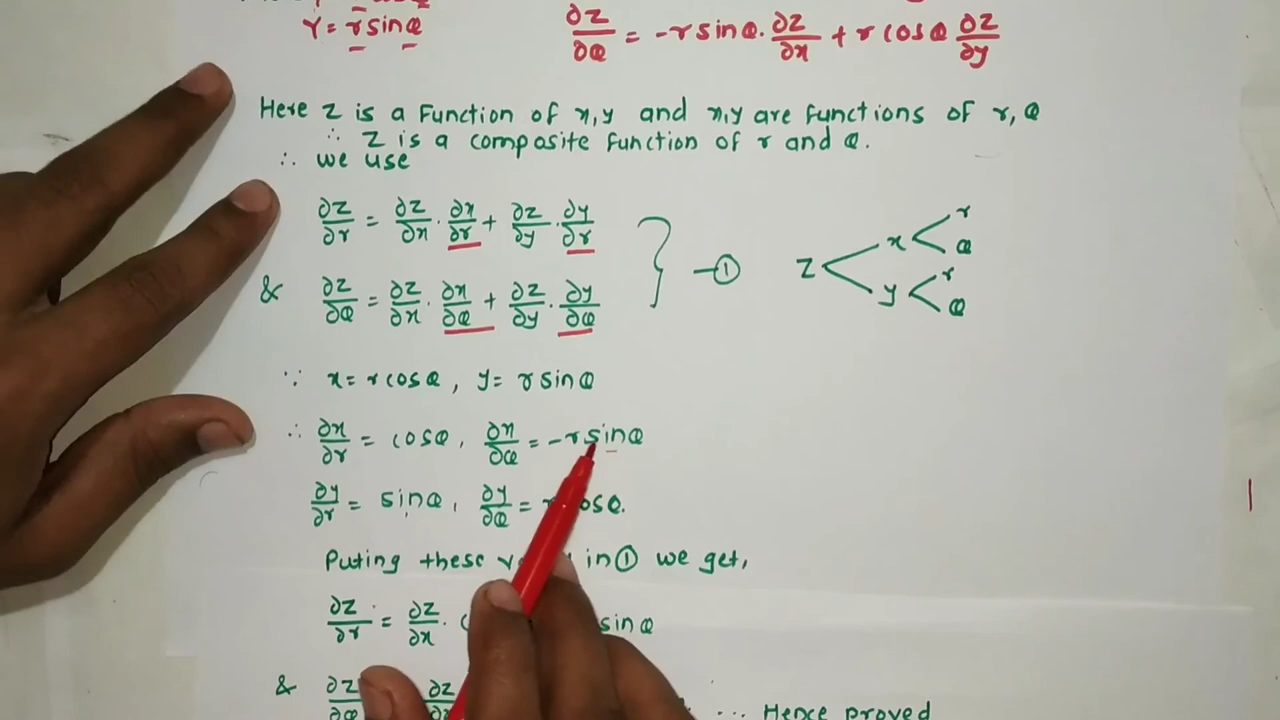 Y = r sinθ
∂z/∂θ = -r sinθ. ∂z/∂x + r cosθ ∂z/∂y
Here z is a function of x, y and x, y are functions of r, θ
∴ z is a composite function of r and θ.
∴ we use
∂z/∂r = ∂z/∂x . ∂x/∂r + ∂z/∂y . ∂y/∂r
& ∂z/∂θ = ∂z/∂x . ∂x/∂θ + ∂z/∂y . ∂y/∂θ
} —①
z < x < r θ
y < r θ
∵ x = r cosθ, y = r sinθ
∴ ∂x/∂r = cosθ, ∂x/∂θ = -r sinθ
∂y/∂r = sinθ, ∂y/∂θ = osθ.
Puting these in ① we get,
∂z/∂r = ∂z/∂x . sinθ
& ∂z/∂θ ∂z/∂x ... Hence proved